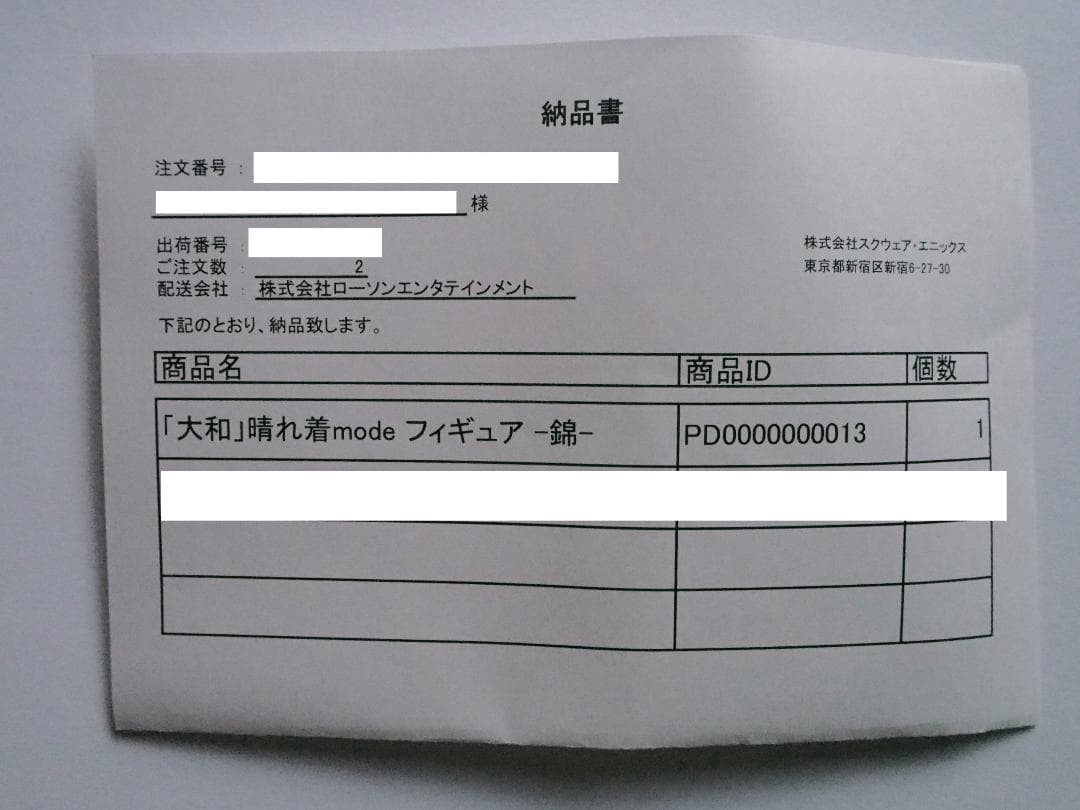 納品書
注文番号 :
様
出荷番号 :
ご注文数 : 2
配送会社 : 株式会社ローソンエンタテインメント
株式会社スクウェア・エニックス
東京都新宿区新宿6-27-30
下記のとおり、納品致します。
商品名 商品ID 個数
「大和」晴れ着mode フィギュア -錦- PD0000000013 1